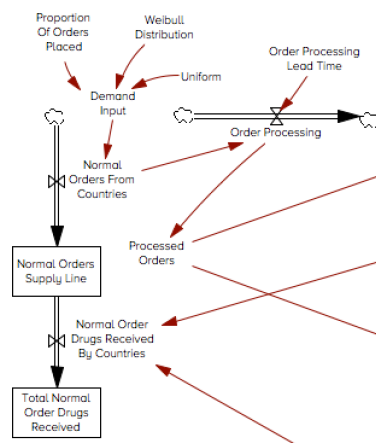 Proportion
Of Orders
Placed
Weibull
Distribution
Uniform
Order Processing
Lead Time
Demand
Input
Order Processing
Normal
Orders From
Countries
Processed
Orders
Normal Orders
Supply Line
Normal Order
Drugs Received
By Countries
Total Normal
Order Drugs
Received